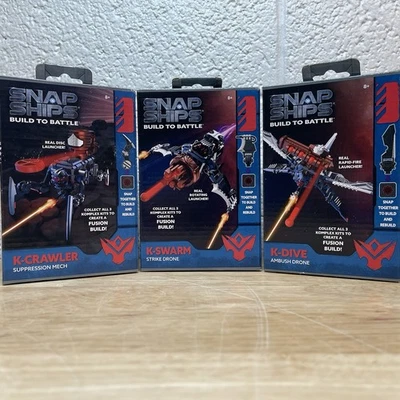 SNAP
SHIPS
BUILD TO BATTLE
8+
REAL DISC
LAUNCHER!
COLLECT ALL 3
KOMPLEX KITS TO
CREATE A
FUSION
BUILD!
SNAP
TOGETHER
TO BUILD AND
REBUILD
K-CRAWLER
SUPPRESSION MECH
SNAP
SHIPS
BUILD TO BATTLE
8+
REAL
ROTATING
LAUNCHER!
COLLECT ALL 3
KOMPLEX KITS TO
CREATE A
FUSION
BUILD!
SNAP
TOGETHER
TO BUILD AND
REBUILD
K-SWARM
STRIKE DRONE
SNAP
SHIPS
BUILD TO BATTLE
8+
REAL
RAPID-FIRE
LAUNCHER!
COLLECT ALL 3
KOMPLEX KITS
TO CREATE A
FUSION
BUILD!
SNAP
TOGETHER
TO BUILD AND
REBUILD
K-DIVE
AMBUSH DRONE